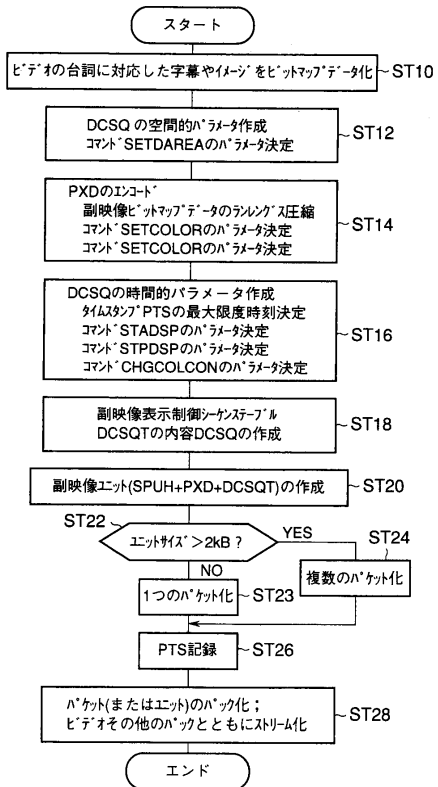 スタート
ビデオの台詞に対応した字幕やイメージをビットマップデータ化
ST10
DCSQの空間的パラメータ作成
コマンドSETDAREAのパラメータ決定
ST12
PXDのエンコード
副映像ビットマップデータのランレングス圧縮
コマンドSETCOLORのパラメータ決定
コマンドSETCOLORのパラメータ決定
ST14
DCSQの時間的パラメータ作成
タイムスタンプPTSの最大限度時刻決定
コマンドSTADSPのパラメータ決定
コマンドSTPDSPのパラメータ決定
コマンドCHGCOLCONのパラメータ決定
ST16
副映像表示制御シーケンステーブル
DCSQTの内容DCSQの作成
ST18
副映像ユニット(SPUH+PXD+DCSQT)の作成
ST20
ST22
ユニットサイズ>2kB?
YES
ST24
複数のパケット化
NO
1つのパケット化
ST23
PTS記録
ST26
パケット(またはユニット)のパック化;
ビデオその他のパックとともにストリーム化
ST28
エンド